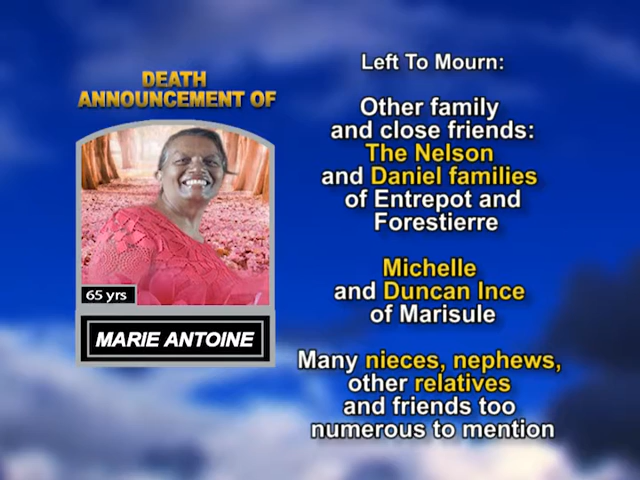 DEATH
ANNOUNCEMENT OF
65 yrs
MARIE ANTOINE
Left To Mourn:
Other family
and close friends:
The Nelson
and Daniel families
of Entrepot and
Forestierre
Michelle
and Duncan Ince
of Marisule
Many nieces, nephews,
other relatives
and friends too
numerous to mention